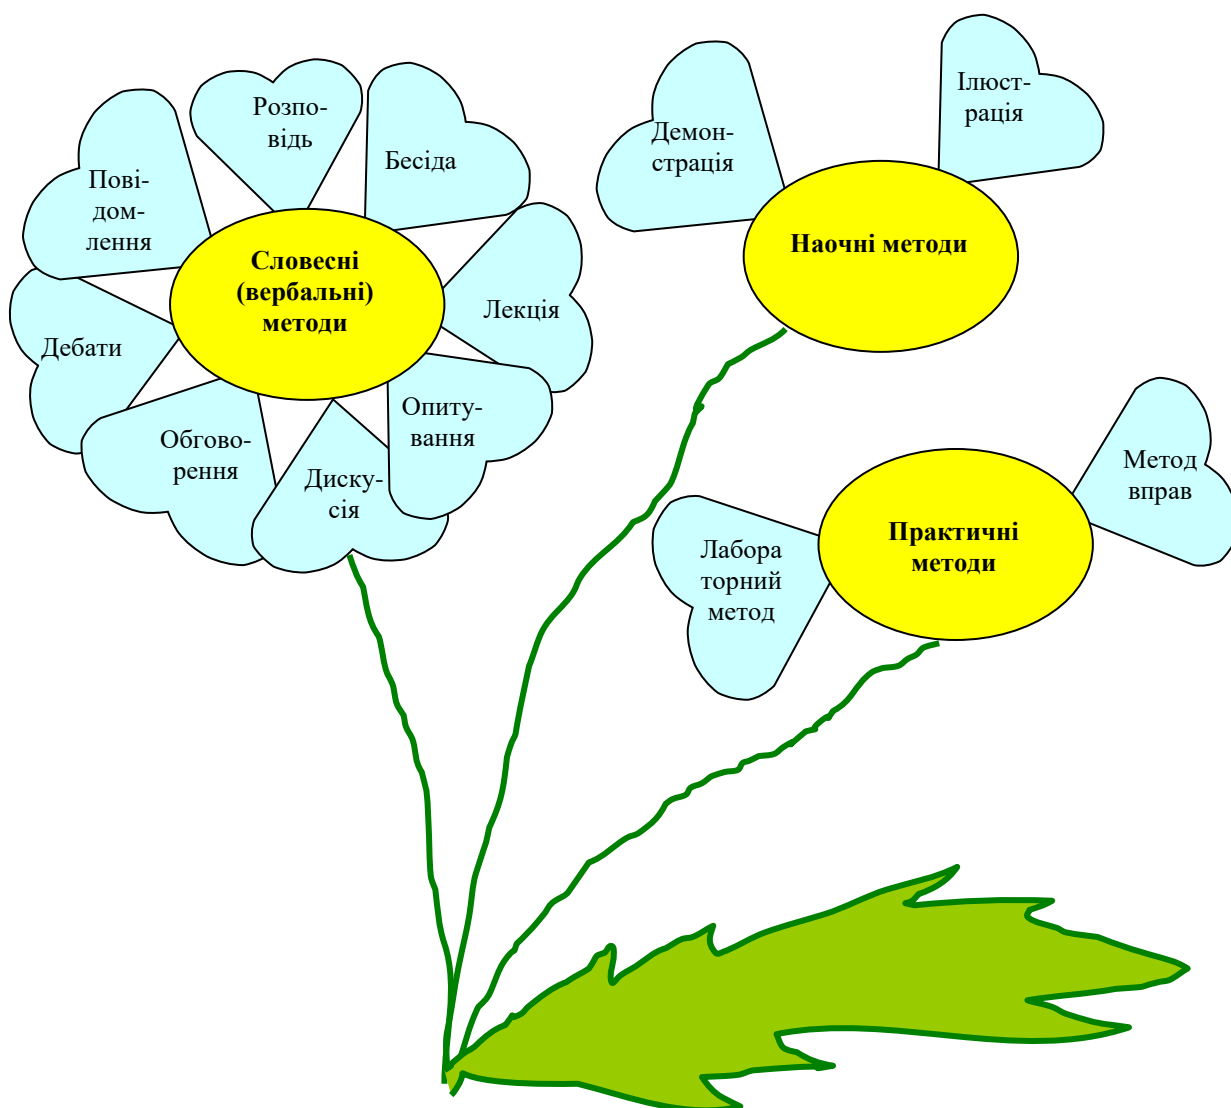 Розпо-
відь
Бесіда
Пові-
дом-
лення
Словесні
(вербальні)
методи
Лекція
Дебати
Опиту-
вання
Обгово-
рення
Диску-
сія
Ілюст-
рація
Демон-
страція
Наочні методи
Метод
вправ
Практичні
методи
Лабора
торний
метод